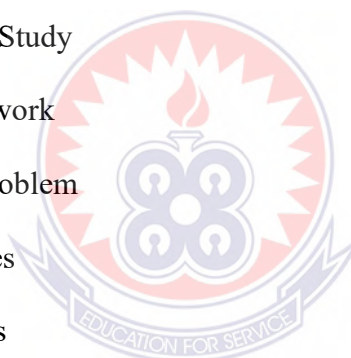 Study
work
oblem
es
s
EDUCATION FOR SERVICE